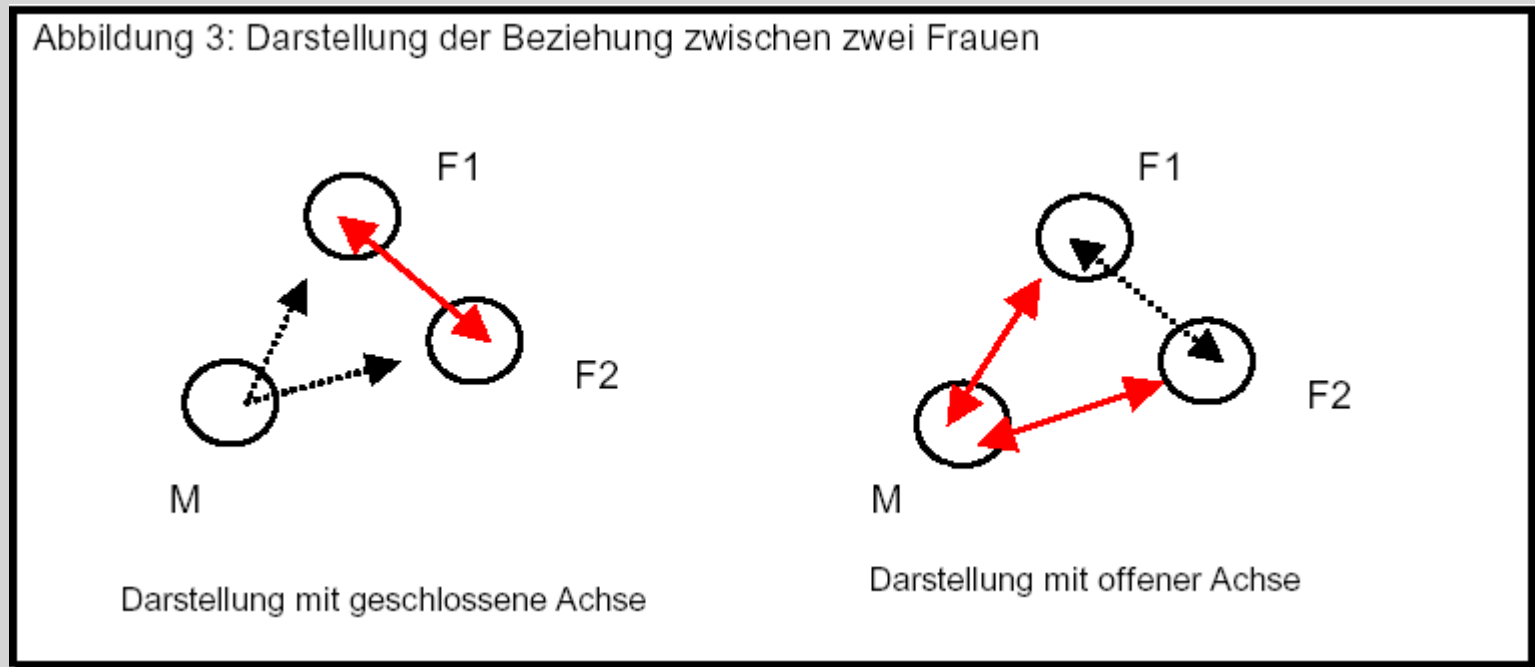 Abbildung 3: Darstellung der Beziehung zwischen zwei Frauen
F1
F2
M
Darstellung mit geschlossene Achse
F1
F2
M
Darstellung mit offener Achse